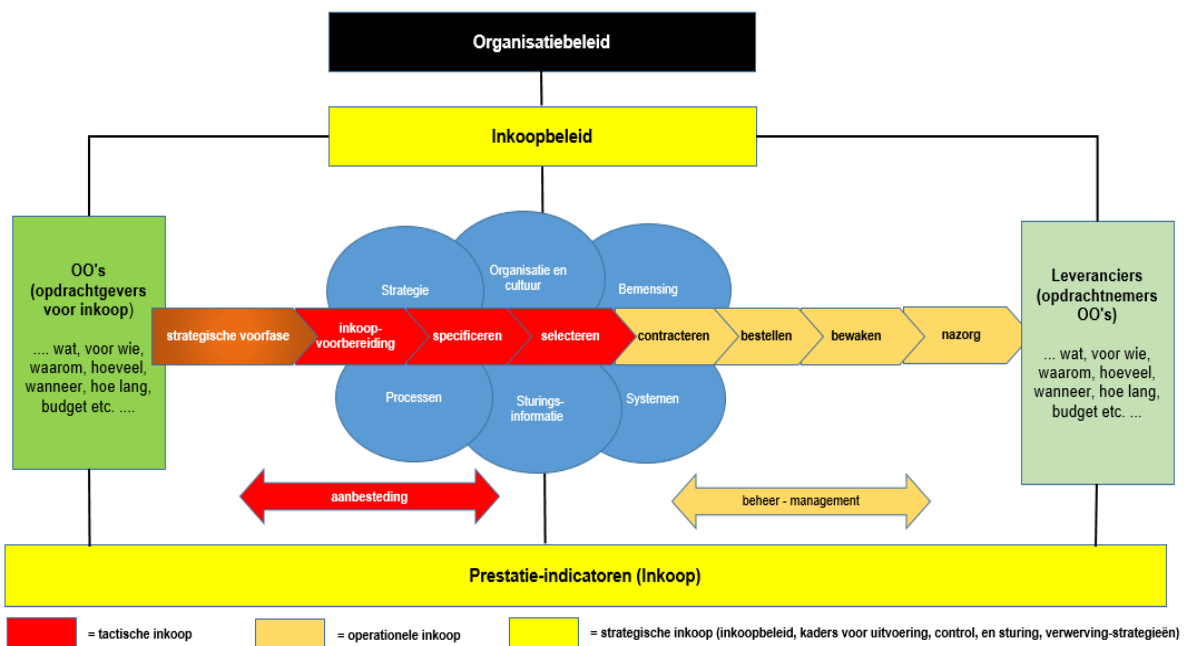 Organisatiebeleid
Inkoopbeleid
OO's
(opdrachtgevers
voor inkoop)
.... wat, voor wie,
waarom, hoeveel,
wanneer, hoe lang,
budget etc. ....
Strategie
Organisatie en
cultuur
Bemensing
strategische voorfase
inkoop-
voorbereiding
specificeren
selecteren
contracteren
bestellen
bewaken
nazorg
Processen
Sturings-
informatie
Systemen
Leveranciers
(opdrachtnemers
OO's)
... wat, voor wie,
waarom, hoeveel,
wanneer, hoe lang,
budget etc. ...
aanbesteding
beheer - management
Prestatie-indicatoren (Inkoop)
= tactische inkoop
= operationele inkoop
= strategische inkoop (inkoopbeleid, kaders voor uitvoering, control, en sturing, verwerving-strategieën)